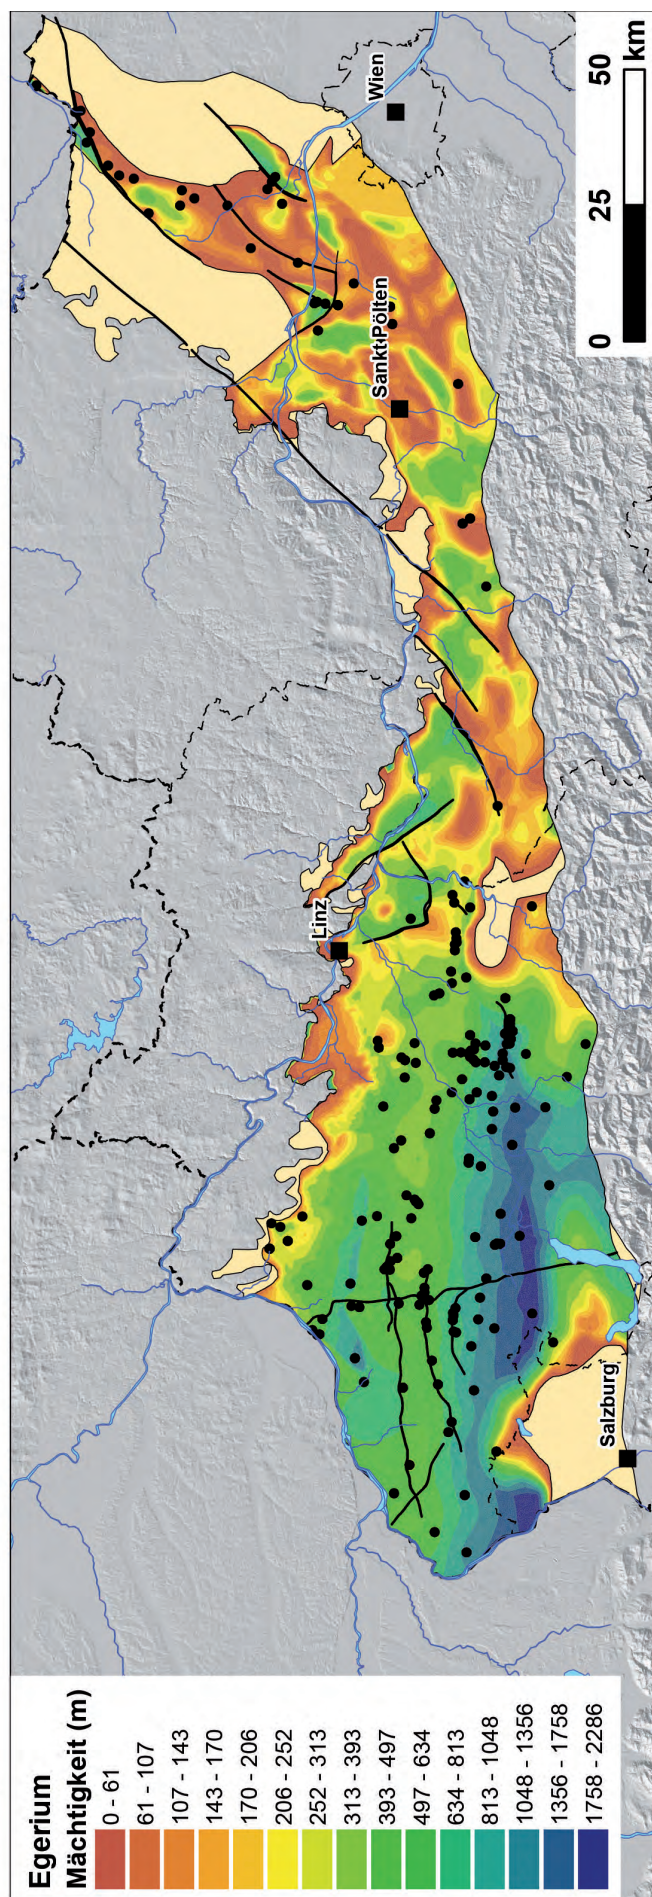 Egerium
Mächtigkeit (m)
0 - 61
61 - 107
107 - 143
143 - 170
170 - 206
206 - 252
252 - 313
313 - 393
393 - 497
497 - 634
634 - 813
813 - 1048
1048 - 1356
1356 - 1758
1758 - 2286
Salzburg
Linz
Sankt Pölten
Wien
0
25
50
km